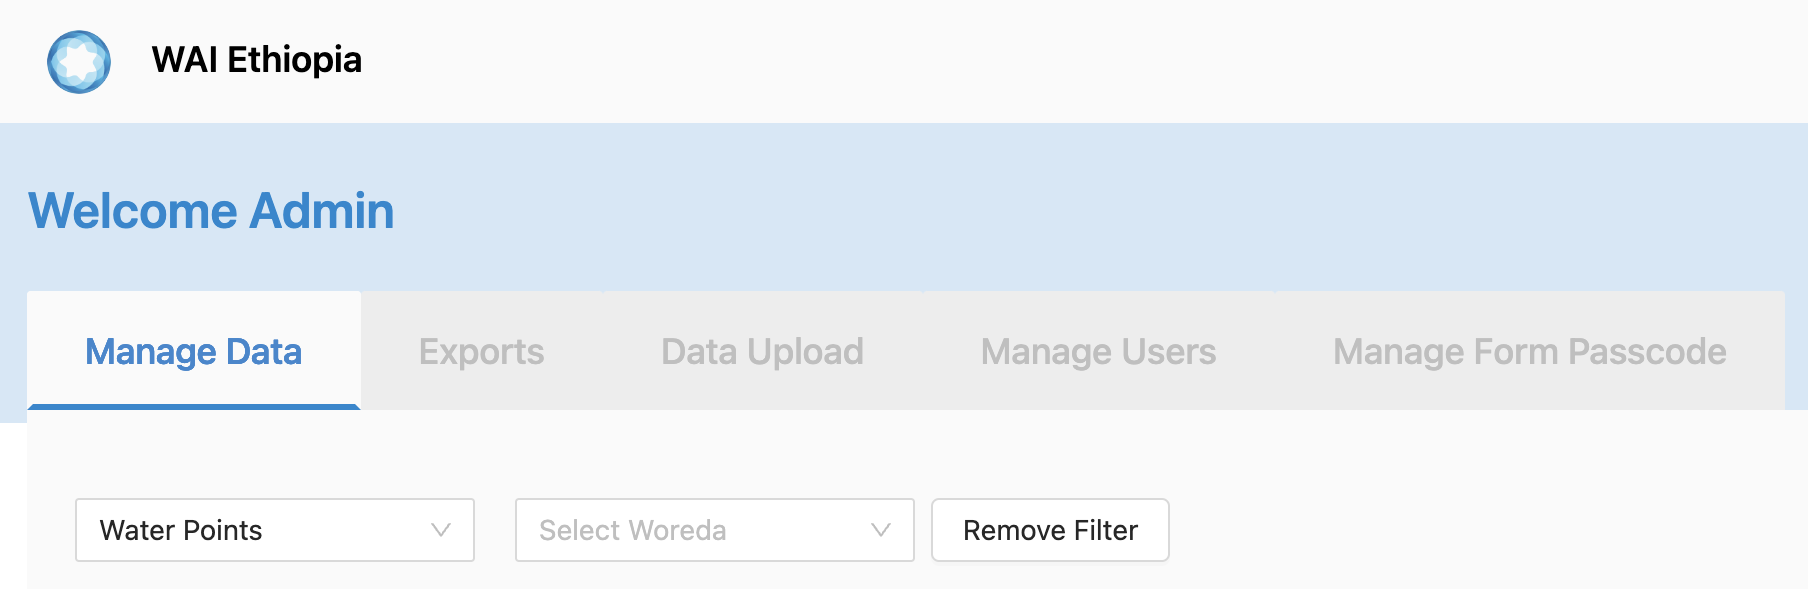 WAI Ethiopia
Welcome Admin
Manage Data Exports Data Upload Manage Users Manage Form Passcode
Water Points Select Woreda Remove Filter